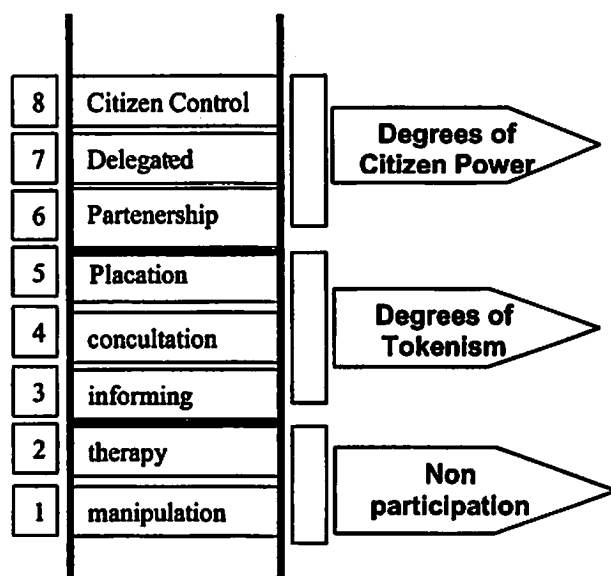 8 Citizen Control
7 Delegated
6 Partenership
Degrees of
Citizen Power
5 Placation
4 concultation
3 informing
Degrees of
Tokenism
2 therapy
1 manipulation
Non
participation